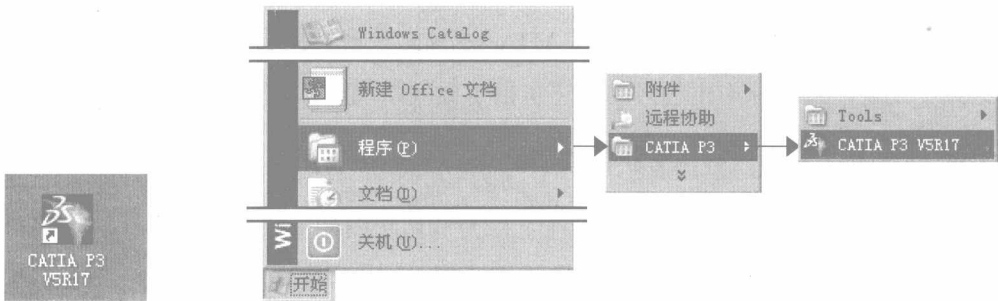 CATIA P3
V5R17
Windows Catalog
新建 Office 文档
程序(P)
文档(D)
关机(U)...
Wi
开始
附件
远程协助
CATIA P3
Tools
CATIA P3 V5R17